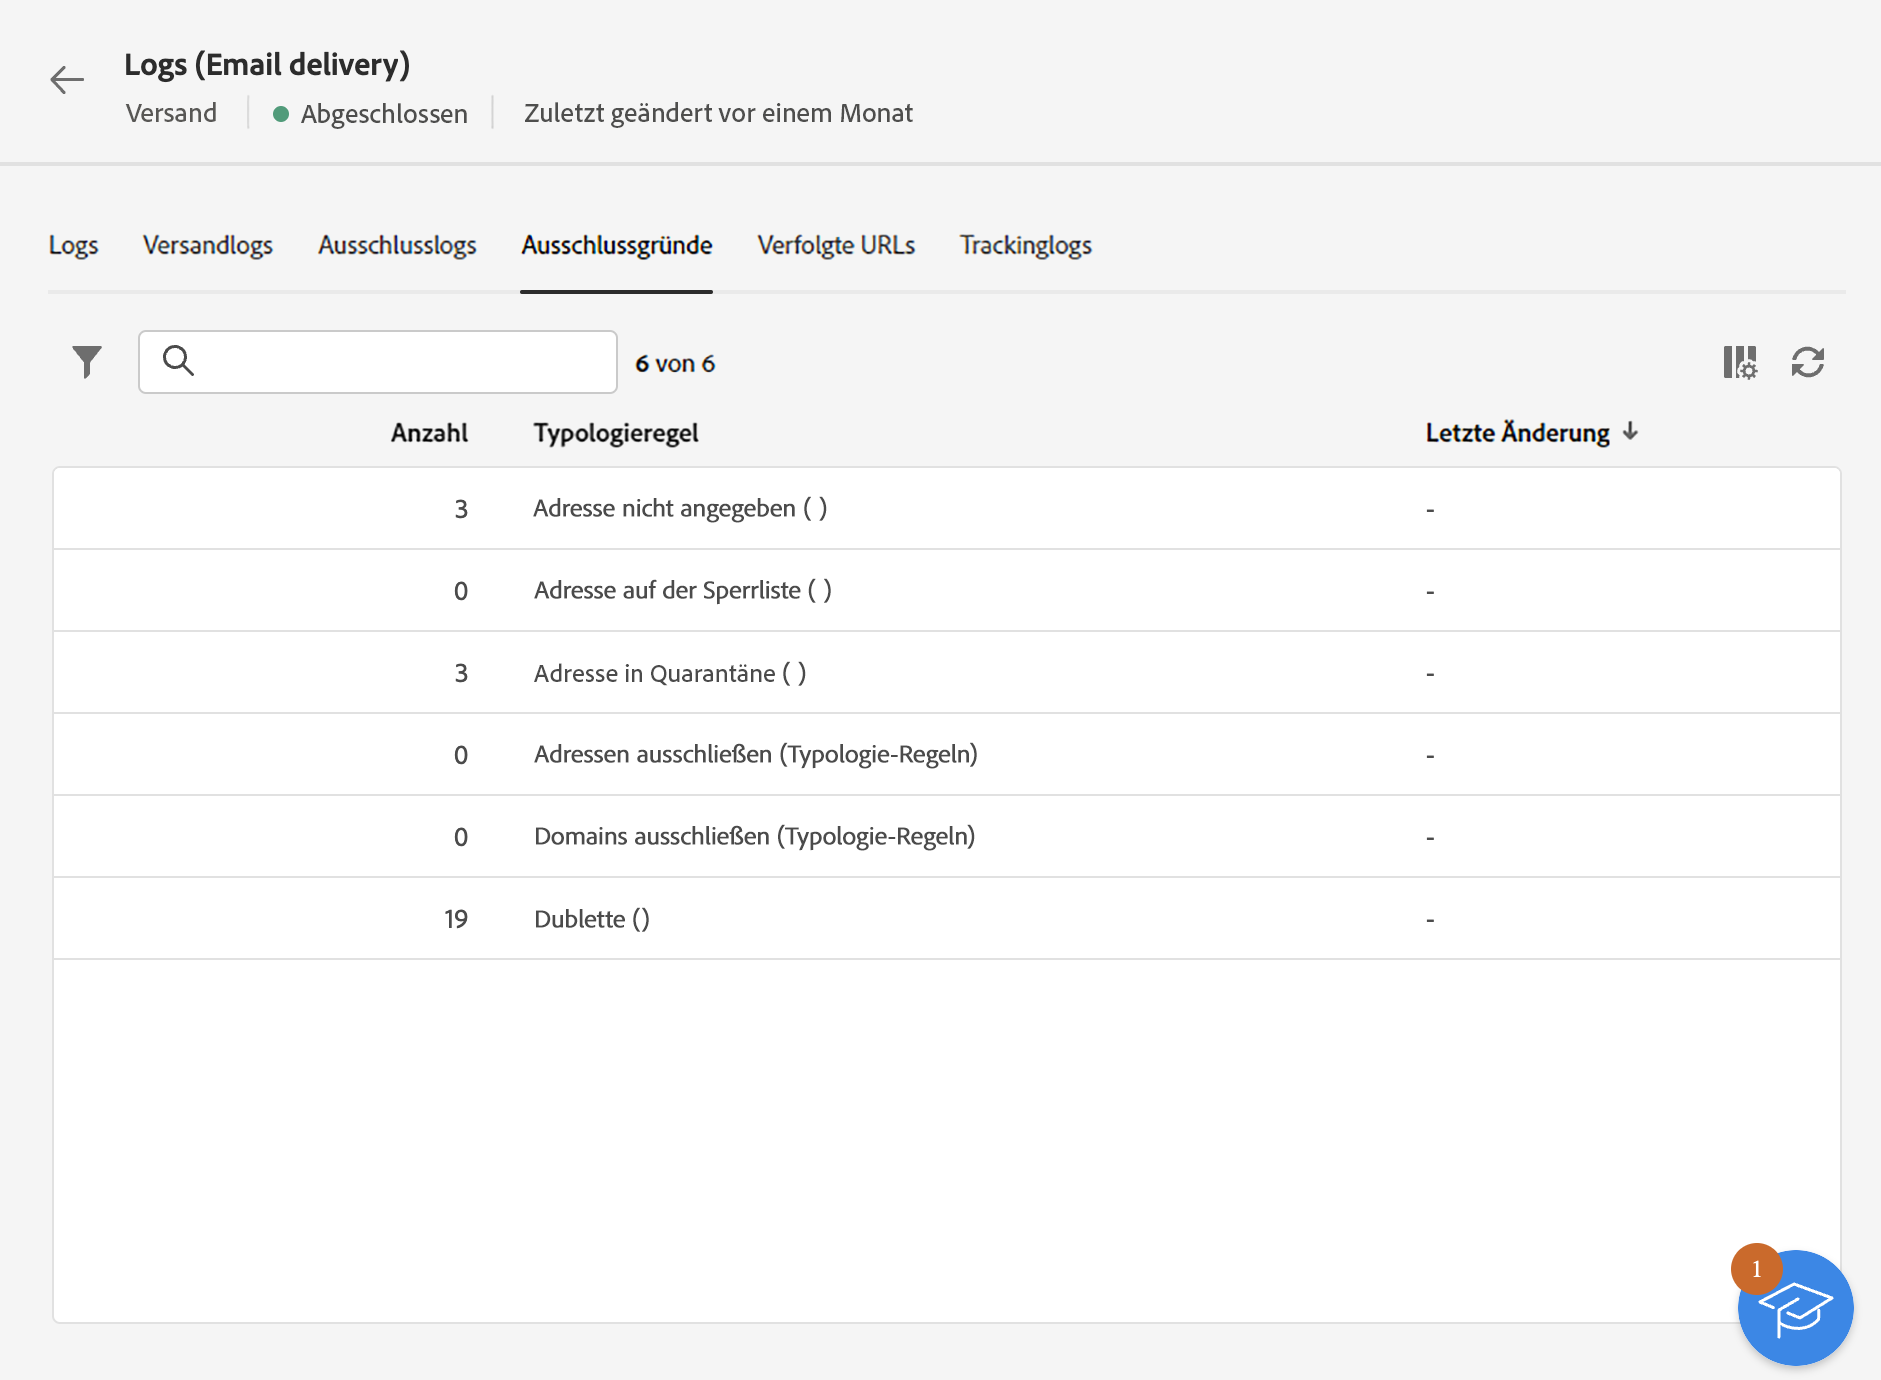 Logs (Email delivery)
Versand Abgeschlossen Zuletzt geändert vor einem Monat
Logs Versandlogs Ausschlusslogs Ausschlussgründe Verfolgte URLs Trackinglogs
6 von 6
Anzahl Typologieregel Letzte Änderung
3 Adresse nicht angegeben ( ) -
0 Adresse auf der Sperrliste ( ) -
3 Adresse in Quarantäne ( ) -
0 Adressen ausschließen (Typologie-Regeln) -
0 Domains ausschließen (Typologie-Regeln) -
19 Dublette () -
1